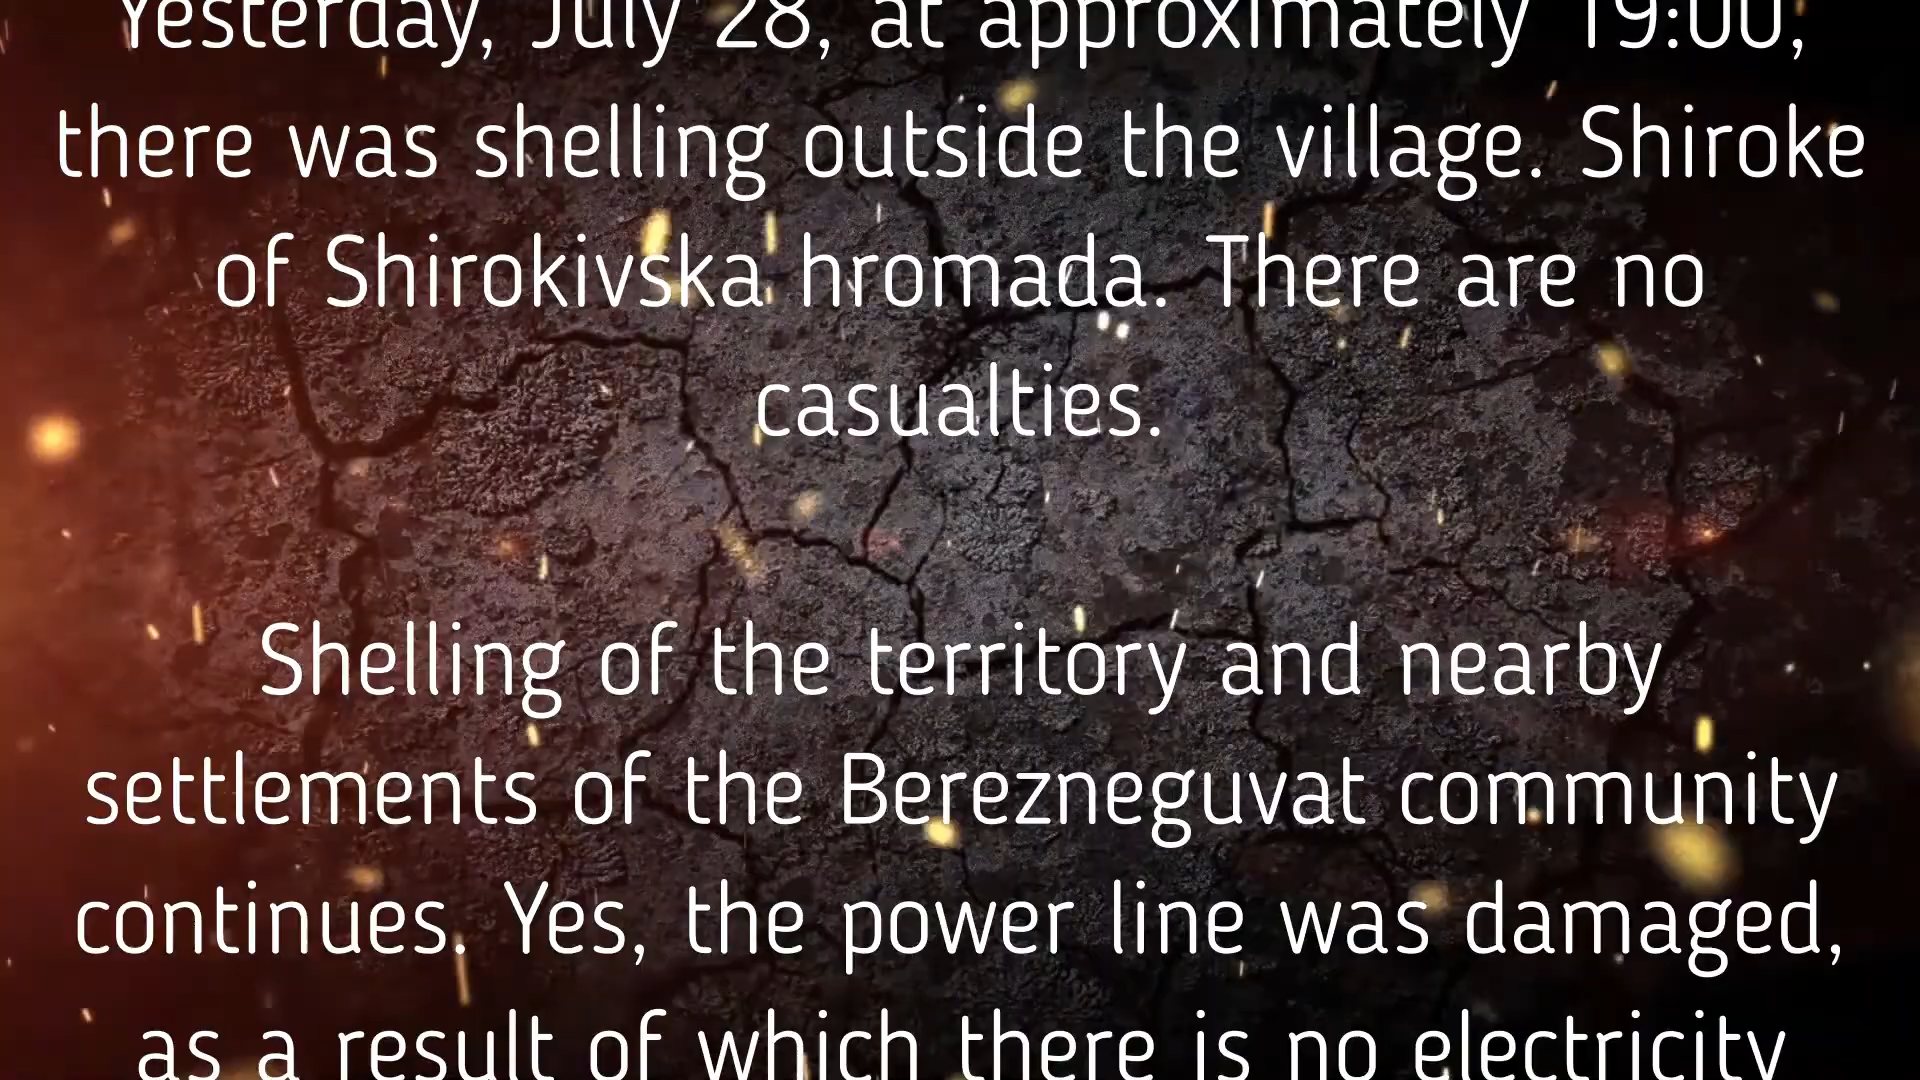 Yesterday, July 28, at approximately 19:00,
there was shelling outside the village. Shiroke
of Shirokivska hromada. There are no
casualties.
Shelling of the territory and nearby
settlements of the Berezneguvat community
continues. Yes, the power line was damaged,
as a result of which there is no electricity